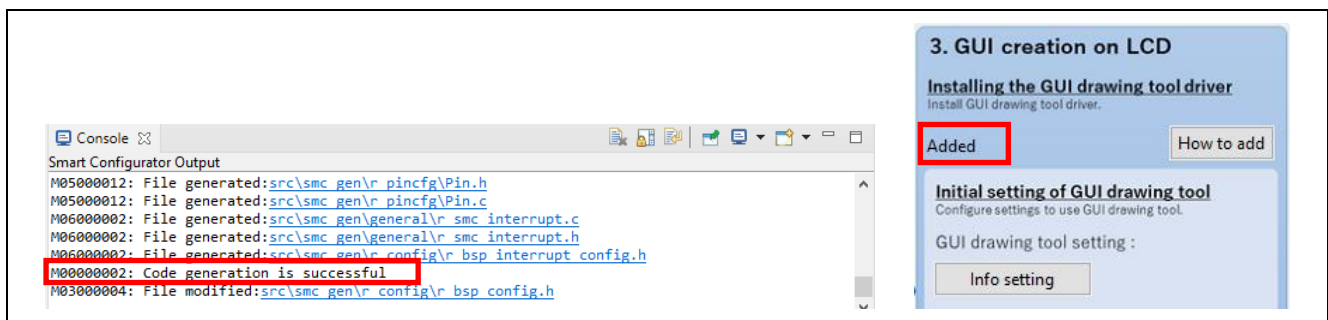 Console
Smart Configurator Output
M05000012: File generated:src\smc_gen\r_pincfg\Pin.h
M05000012: File generated:src\smc_gen\r_pincfg\Pin.c
M06000002: File generated:src\smc_gen\general\r_smc_interrupt.c
M06000002: File generated:src\smc_gen\general\r_smc_interrupt.h
M06000002: File generated:src\smc_gen\r_config\r_bsp_interrupt_config.h
M00000002: Code generation is successful
M03000004: File modified:src\smc_gen\r_config\r_bsp_config.h
3. GUI creation on LCD
Installing the GUI drawing tool driver
Install GUI drawing tool driver.
Added
How to add
Initial setting of GUI drawing tool
Configure settings to use GUI drawing tool.
GUI drawing tool setting :
Info setting